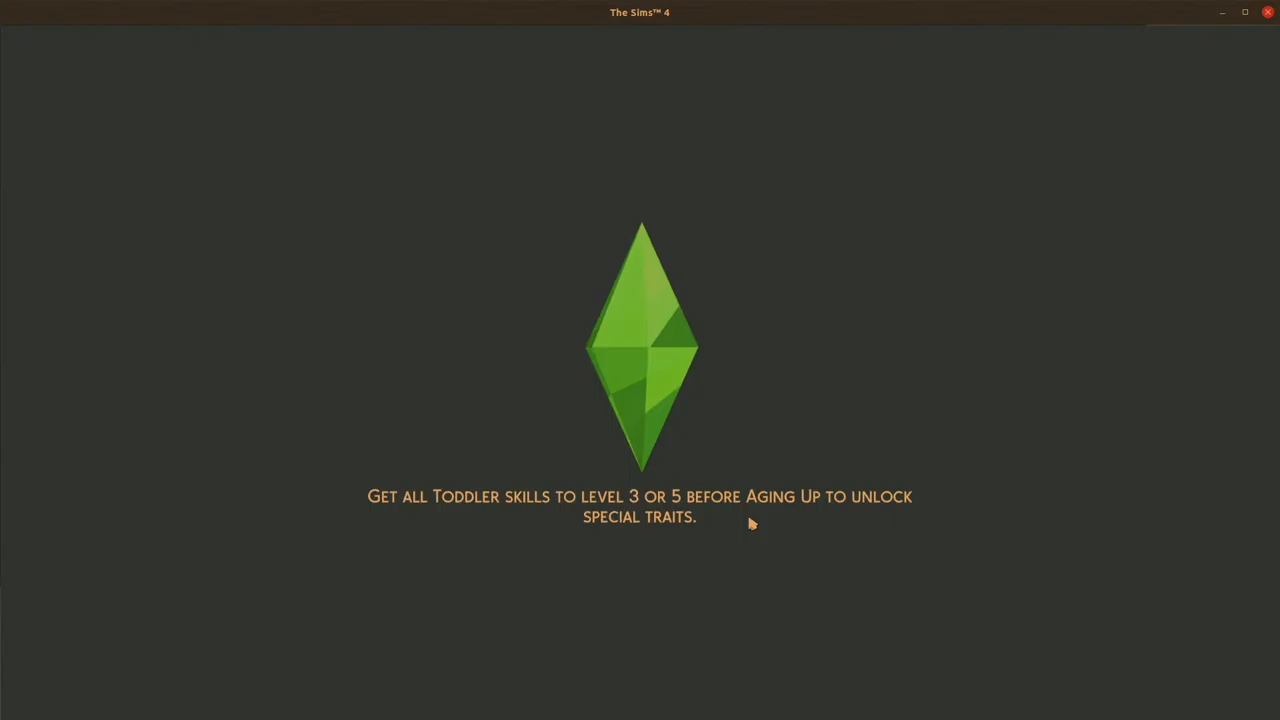 The Sims™ 4
Get all Toddler skills to level 3 or 5 before Aging Up to unlock
special traits.